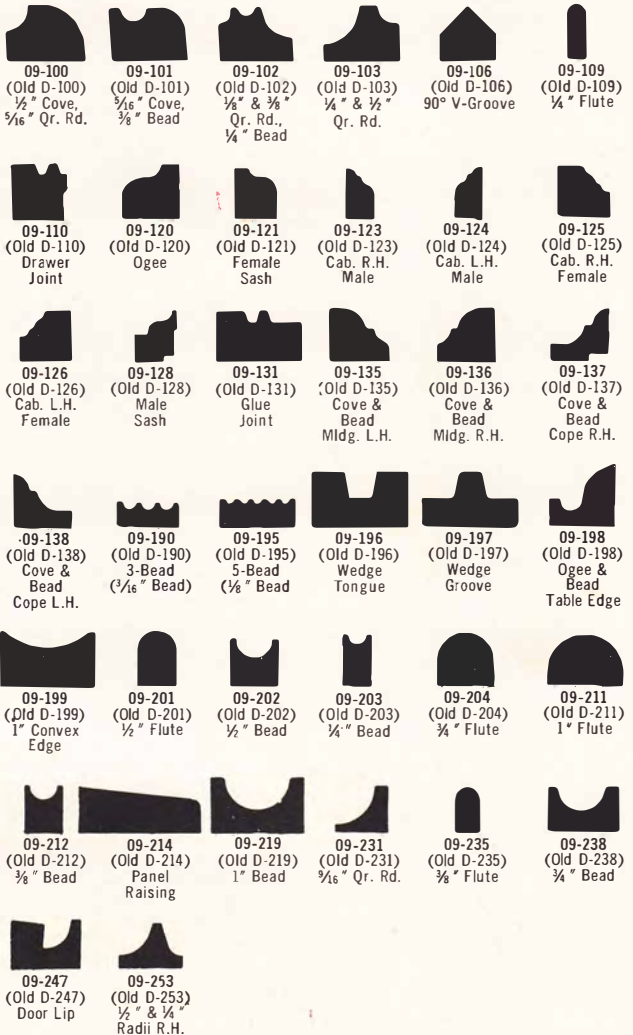 09-100
(Old D-100)
½" Cove,
5/16" Qr. Rd.
09-101
(Old D-101)
5/16" Cove,
⅜" Bead
09-102
(Old D-102)
⅛" & ⅜"
Qr. Rd.,
¼" Bead
09-103
(Old D-103)
¼" & ½"
Qr. Rd.
09-106
(Old D-106)
90° V-Groove
09-109
(Old D-109)
¼" Flute
09-110
(Old D-110)
Drawer
Joint
09-120
(Old D-120)
Ogee
09-121
(Old D-121)
Female
Sash
09-123
(Old D-123)
Cab. R.H.
Male
09-124
(Old D-124)
Cab. L.H.
Male
09-125
(Old D-125)
Cab. R.H.
Female
09-126
(Old D-126)
Cab. L.H.
Female
09-128
(Old D-128)
Male
Sash
09-131
(Old D-131)
Glue
Joint
09-135
(Old D-135)
Cove &
Bead
Mldg. L.H.
09-136
(Old D-136)
Cove &
Bead
Mldg. R.H.
09-137
(Old D-137)
Cove &
Bead
Cope R.H.
09-138
(Old D-138)
Cove &
Bead
Cope L.H.
09-190
(Old D-190)
3-Bead
(3/16" Bead)
09-195
(Old D-195)
5-Bead
(⅛" Bead
09-196
(Old D-196)
Wedge
Tongue
09-197
(Old D-197)
Wedge
Groove
09-198
(Old D-198)
Ogee &
Bead
Table Edge
09-199
(Old D-199)
1" Convex
Edge
09-201
(Old D-201)
½" Flute
09-202
(Old D-202)
½" Bead
09-203
(Old D-203)
¼" Bead
09-204
(Old D-204)
¾" Flute
09-211
(Old D-211)
1" Flute
09-212
(Old D-212)
⅜" Bead
09-214
(Old D-214)
Panel
Raising
09-219
(Old D-219)
1" Bead
09-231
(Old D-231)
9/16" Qr. Rd.
09-235
(Old D-235)
⅜" Flute
09-238
(Old D-238)
¾" Bead
09-247
(Old D-247)
Door Lip
09-253
(Old D-253)
½" & ¼"
Radii R.H.